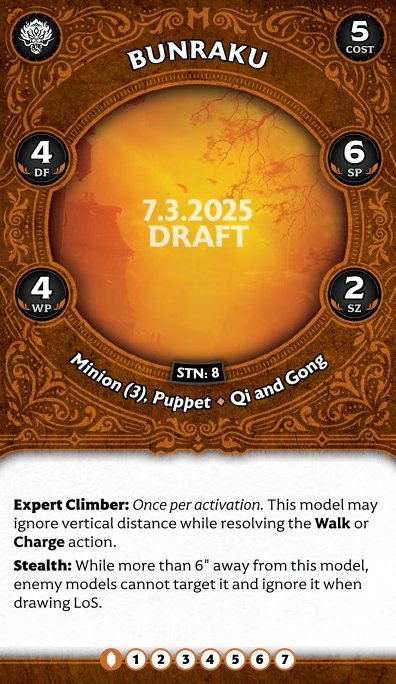 BUNRAKU
5
COST
4
DF
6
SP
7.3.2025
DRAFT
4
WP
2
SZ
STN: 8
Minion (3), Puppet ◆ Qi and Gong
Expert Climber: Once per activation. This model may
ignore vertical distance while resolving the Walk or
Charge action.
Stealth: While more than 6" away from this model,
enemy models cannot target it and ignore it when
drawing LoS.
1 2 3 4 5 6 7